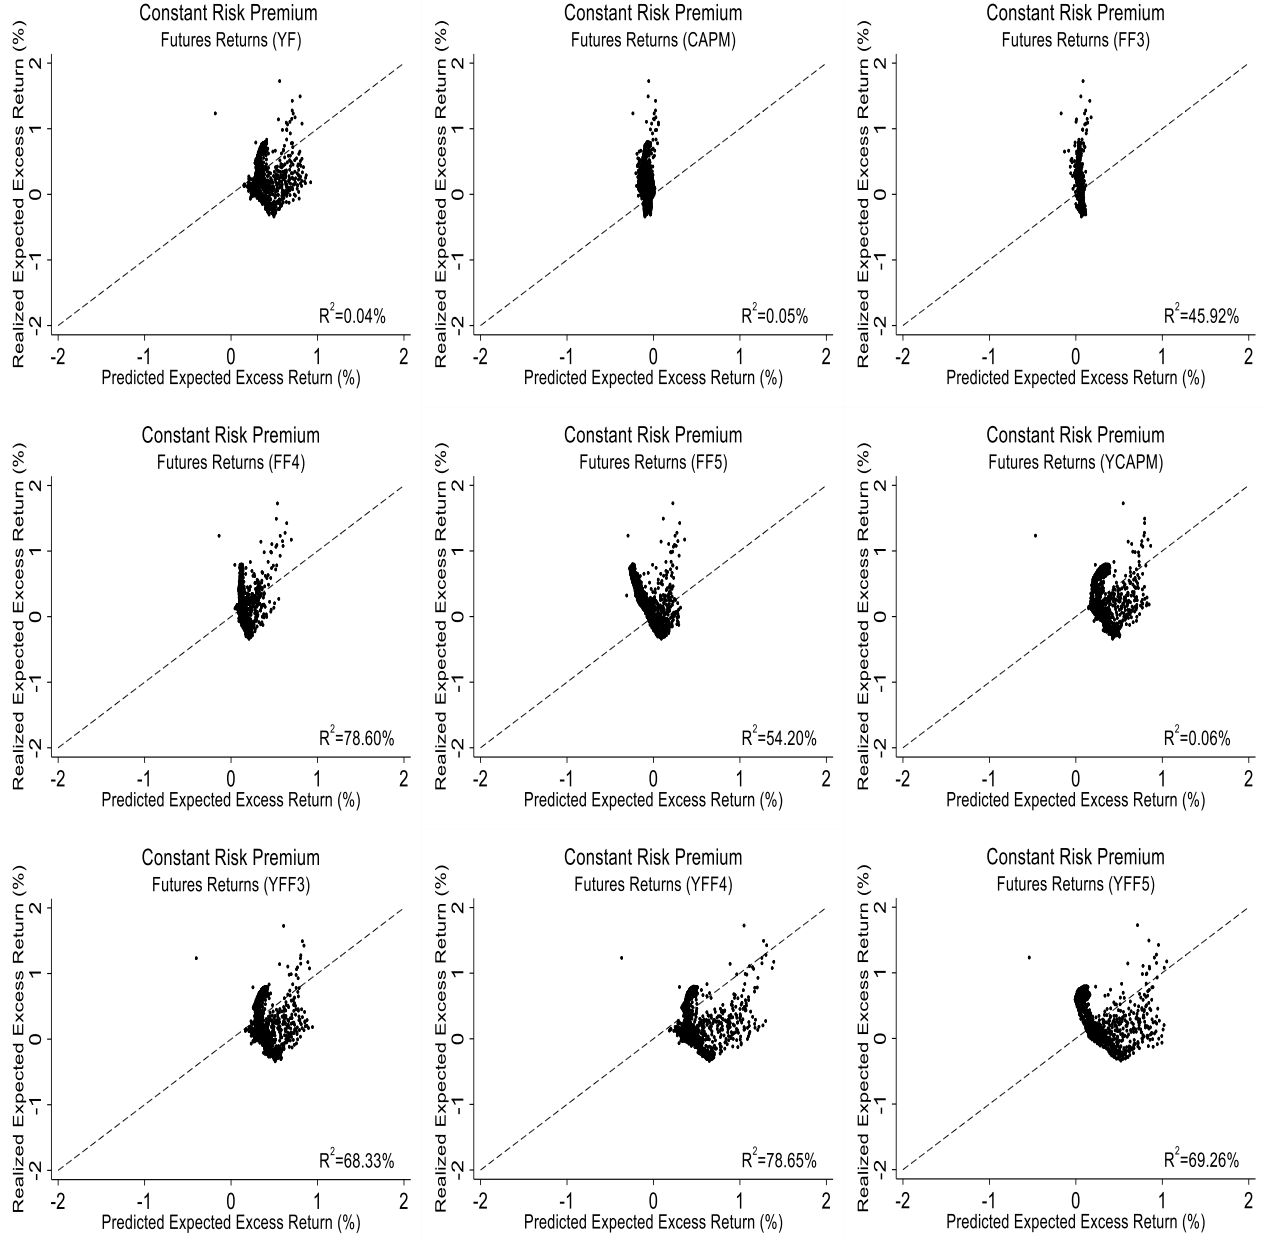 Constant Risk Premium
Futures Returns (YF)
Realized Expected Excess Return (%)
2
1
0
-1
-2
R²=0.04%
-2 -1 0 1 2
Predicted Expected Excess Return (%)
Constant Risk Premium
Futures Returns (CAPM)
Realized Expected Excess Return (%)
2
1
0
-1
-2
R²=0.05%
-2 -1 0 1 2
Predicted Expected Excess Return (%)
Constant Risk Premium
Futures Returns (FF3)
Realized Expected Excess Return (%)
2
1
0
-1
-2
R²=45.92%
-2 -1 0 1 2
Predicted Expected Excess Return (%)
Constant Risk Premium
Futures Returns (FF4)
Realized Expected Excess Return (%)
2
1
0
-1
-2
R²=78.60%
-2 -1 0 1 2
Predicted Expected Excess Return (%)
Constant Risk Premium
Futures Returns (FF5)
Realized Expected Excess Return (%)
2
1
0
-1
-2
R²=54.20%
-2 -1 0 1 2
Predicted Expected Excess Return (%)
Constant Risk Premium
Futures Returns (YCAPM)
Realized Expected Excess Return (%)
2
1
0
-1
-2
R²=0.06%
-2 -1 0 1 2
Predicted Expected Excess Return (%)
Constant Risk Premium
Futures Returns (YFF3)
Realized Expected Excess Return (%)
2
1
0
-1
-2
R²=68.33%
-2 -1 0 1 2
Predicted Expected Excess Return (%)
Constant Risk Premium
Futures Returns (YFF4)
Realized Expected Excess Return (%)
2
1
0
-1
-2
R²=78.65%
-2 -1 0 1 2
Predicted Expected Excess Return (%)
Constant Risk Premium
Futures Returns (YFF5)
Realized Expected Excess Return (%)
2
1
0
-1
-2
R²=69.26%
-2 -1 0 1 2
Predicted Expected Excess Return (%)